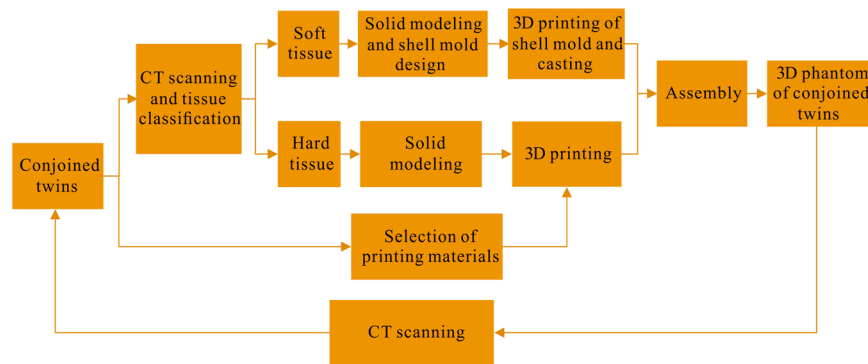 Soft
tissue
Solid modeling
and shell mold
design
3D printing of
shell mold and
casting
CT scanning
and tissue
classification
Assembly
3D phantom
of conjoined
twins
Conjoined
twins
Hard
tissue
Solid
modeling
3D printing
Selection of
printing materials
CT scanning